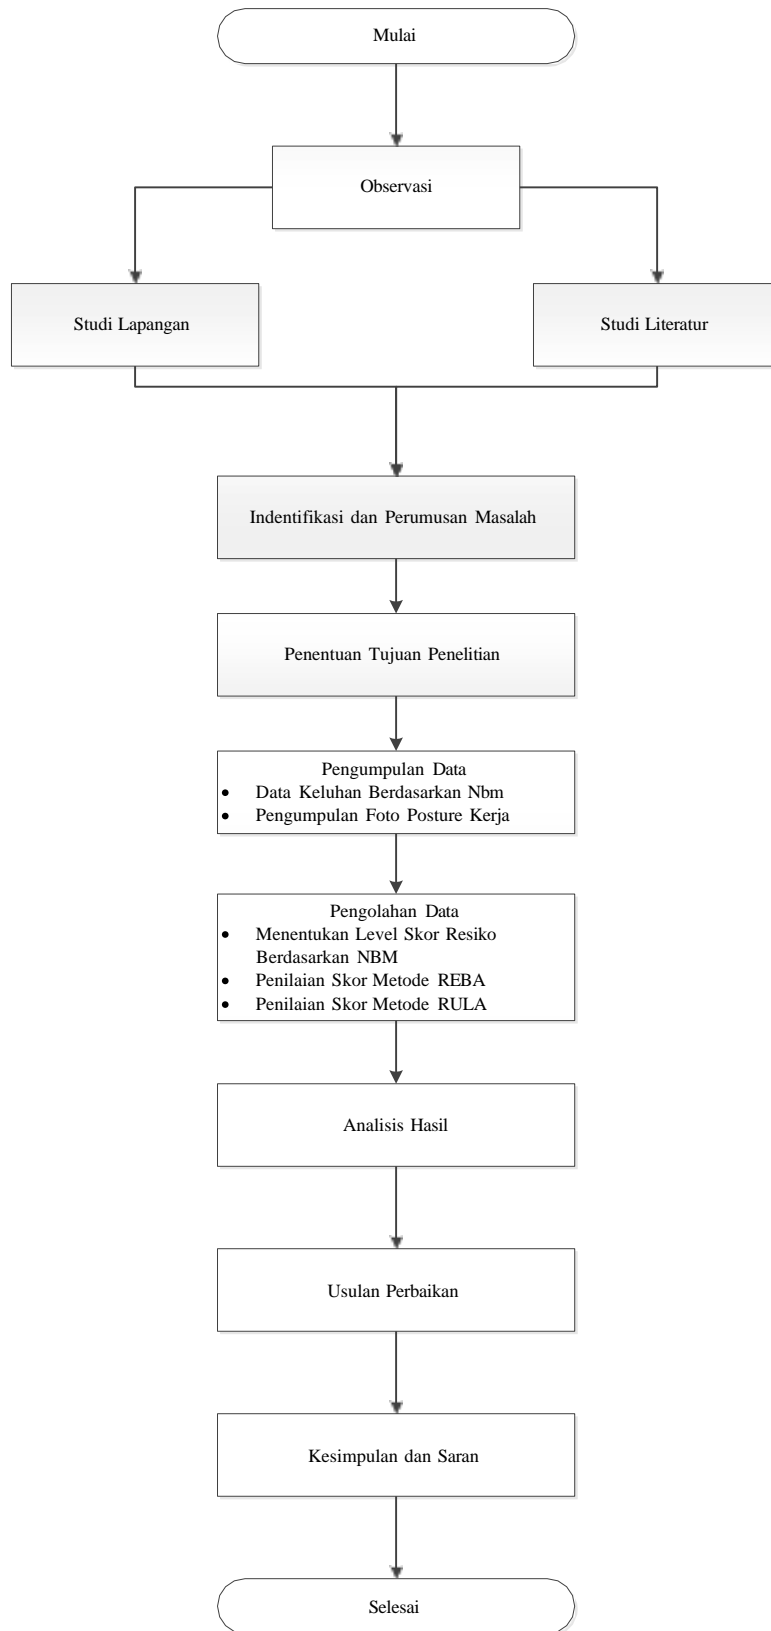 Mulai
Observasi
Studi Lapangan
Studi Literatur
Indentifikasi dan Perumusan Masalah
Penentuan Tujuan Penelitian
Pengumpulan Data
• Data Keluhan Berdasarkan Nbm
• Pengumpulan Foto Posture Kerja
Pengolahan Data
• Menentukan Level Skor Resiko
Berdasarkan NBM
• Penilaian Skor Metode REBA
• Penilaian Skor Metode RULA
Analisis Hasil
Usulan Perbaikan
Kesimpulan dan Saran
Selesai